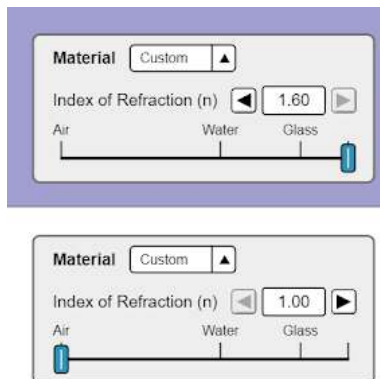 Material Custom
Index of Refraction (n) 1.60
Air Water Glass
Material Custom
Index of Refraction (n) 1.00
Air Water Glass